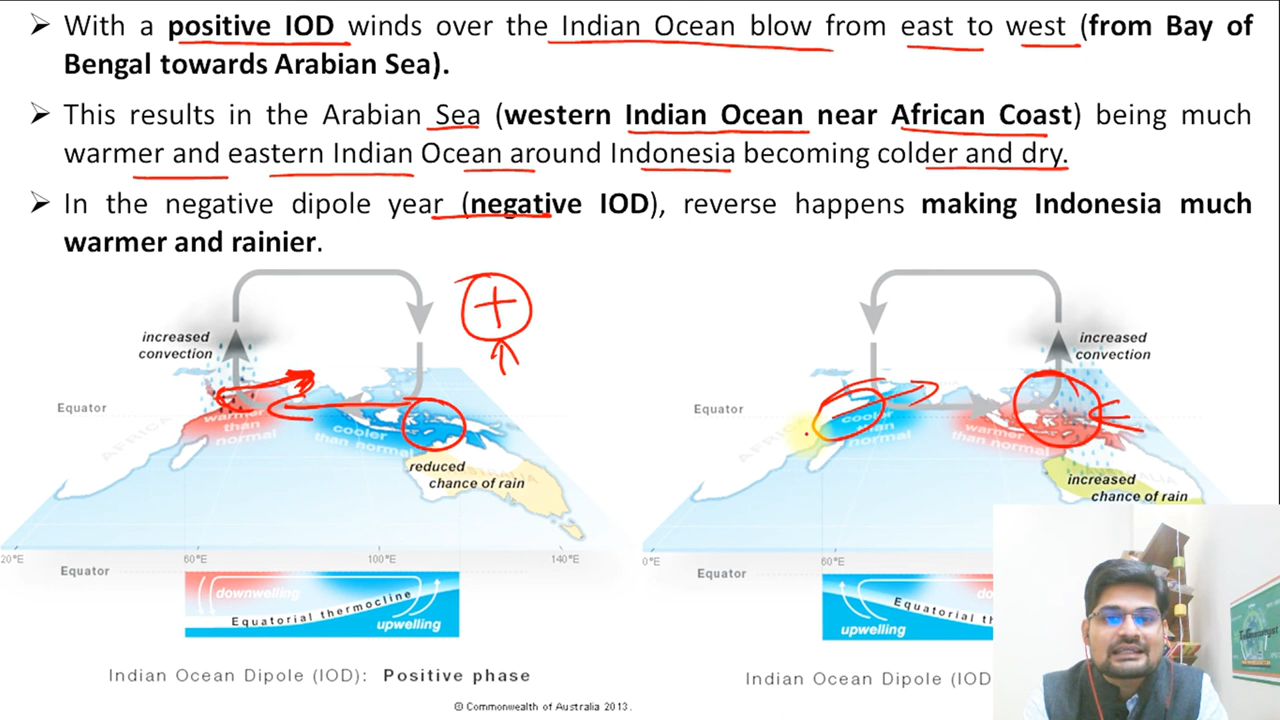 ➢ With a positive IOD winds over the Indian Ocean blow from east to west (from Bay of
Bengal towards Arabian Sea).
➢ This results in the Arabian Sea (western Indian Ocean near African Coast) being much
warmer and eastern Indian Ocean around Indonesia becoming colder and dry.
➢ In the negative dipole year (negative IOD), reverse happens making Indonesia much
warmer and rainier.
increased
convection
Equator
AFRICA
warmer
than
normal
cooler
than normal
reduced
chance of rain
20°E
60°E
100°E
140°E
Equator
downwelling
Equatorial thermocline
upwelling
Indian Ocean Dipole (IOD): Positive phase
© Commonwealth of Australia 2013.
increased
convection
Equator
cooler
than
normal
warmer
than
normal
increased
chance of rain
0°E
60°E
Equator
do
Equatorial th
upwelling
Indian Ocean Dipole (IOD